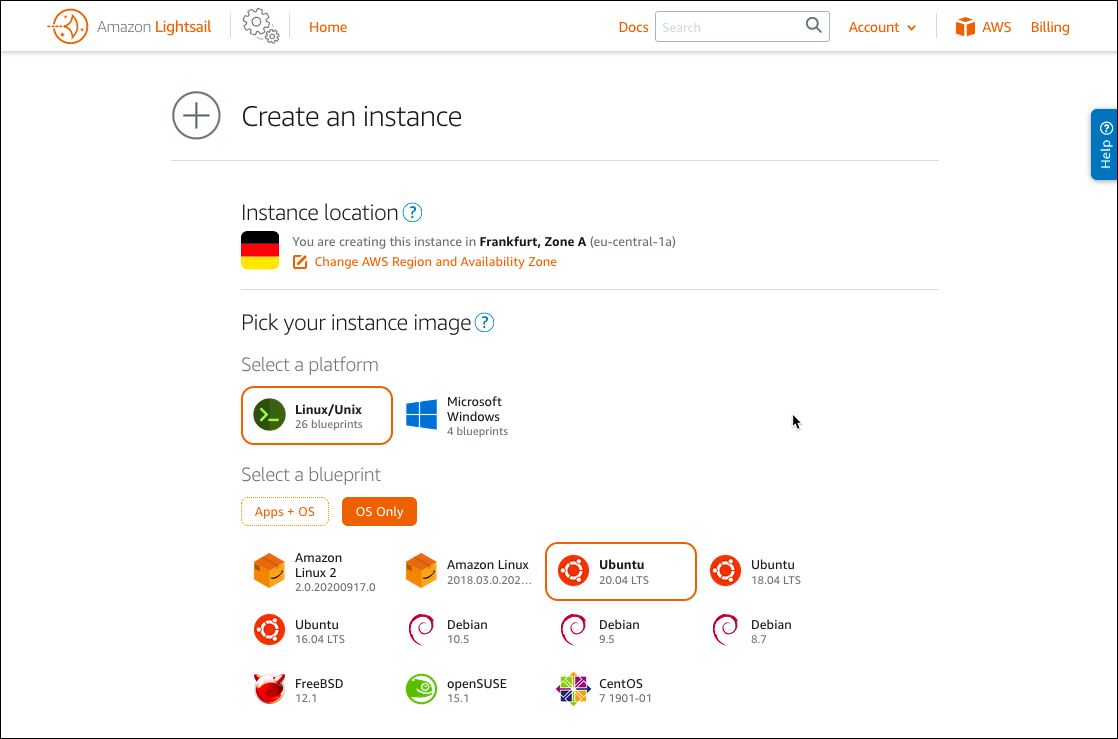 Amazon Lightsail Home Docs Search Account AWS Billing
Create an instance
Help
Instance location
You are creating this instance in Frankfurt, Zone A (eu-central-1a)
Change AWS Region and Availability Zone
Pick your instance image
Select a platform
Linux/Unix
26 blueprints
Microsoft
Windows
4 blueprints
Select a blueprint
Apps + OS OS Only
Amazon
Linux 2
2.0.20200917.0
Amazon Linux
2018.03.0.202...
Ubuntu
20.04 LTS
Ubuntu
18.04 LTS
Ubuntu
16.04 LTS
Debian
10.5
Debian
9.5
Debian
8.7
FreeBSD
12.1
openSUSE
15.1
CentOS
7 1901-01